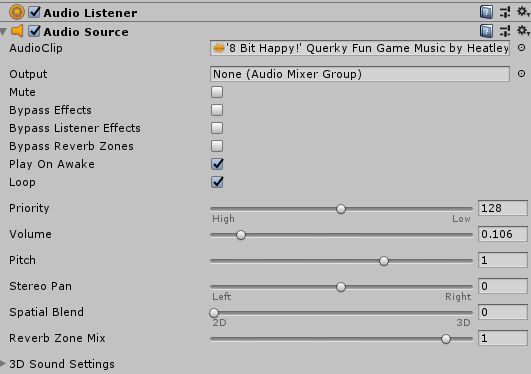 Audio Listener
Audio Source
AudioClip '8 Bit Happy!' Querky Fun Game Music by Heatley
Output None (Audio Mixer Group)
Mute
Bypass Effects
Bypass Listener Effects
Bypass Reverb Zones
Play On Awake
Loop
Priority 128
High Low
Volume 0.106
Pitch 1
Stereo Pan 0
Left Right
Spatial Blend 0
2D 3D
Reverb Zone Mix 1
3D Sound Settings